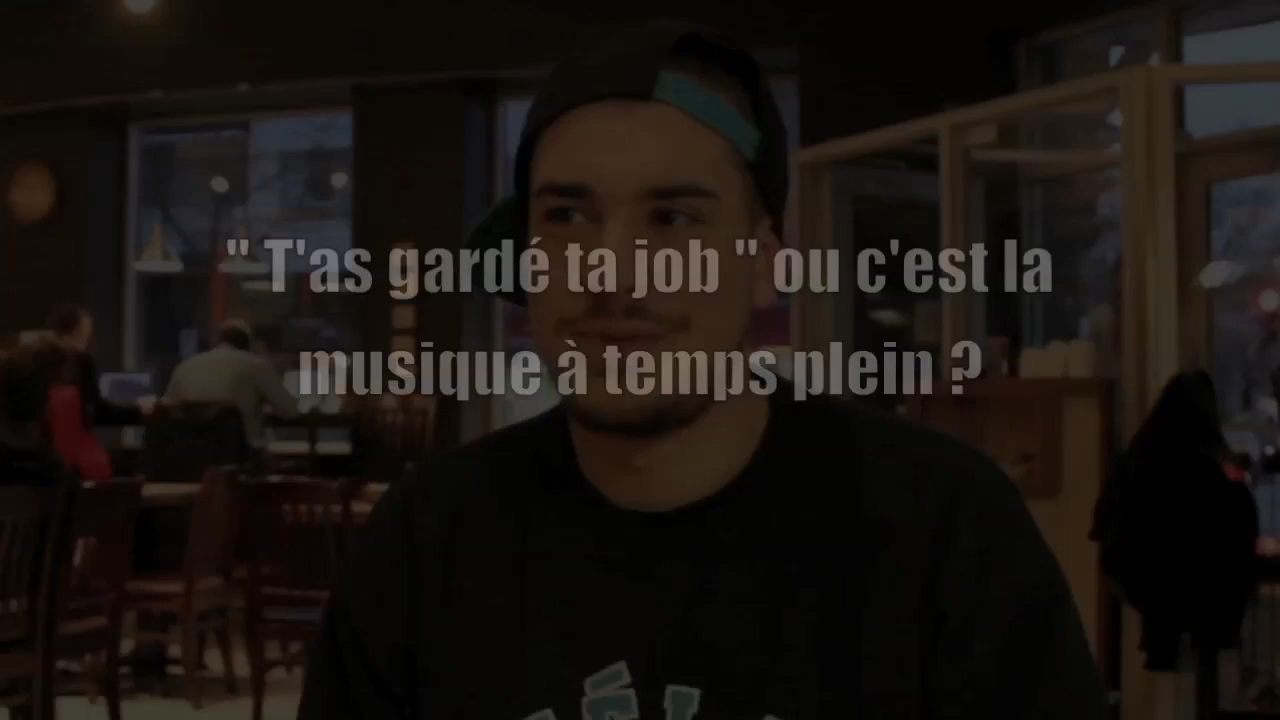 " T'as gardé ta job " ou c'est la
musique à temps plein ?